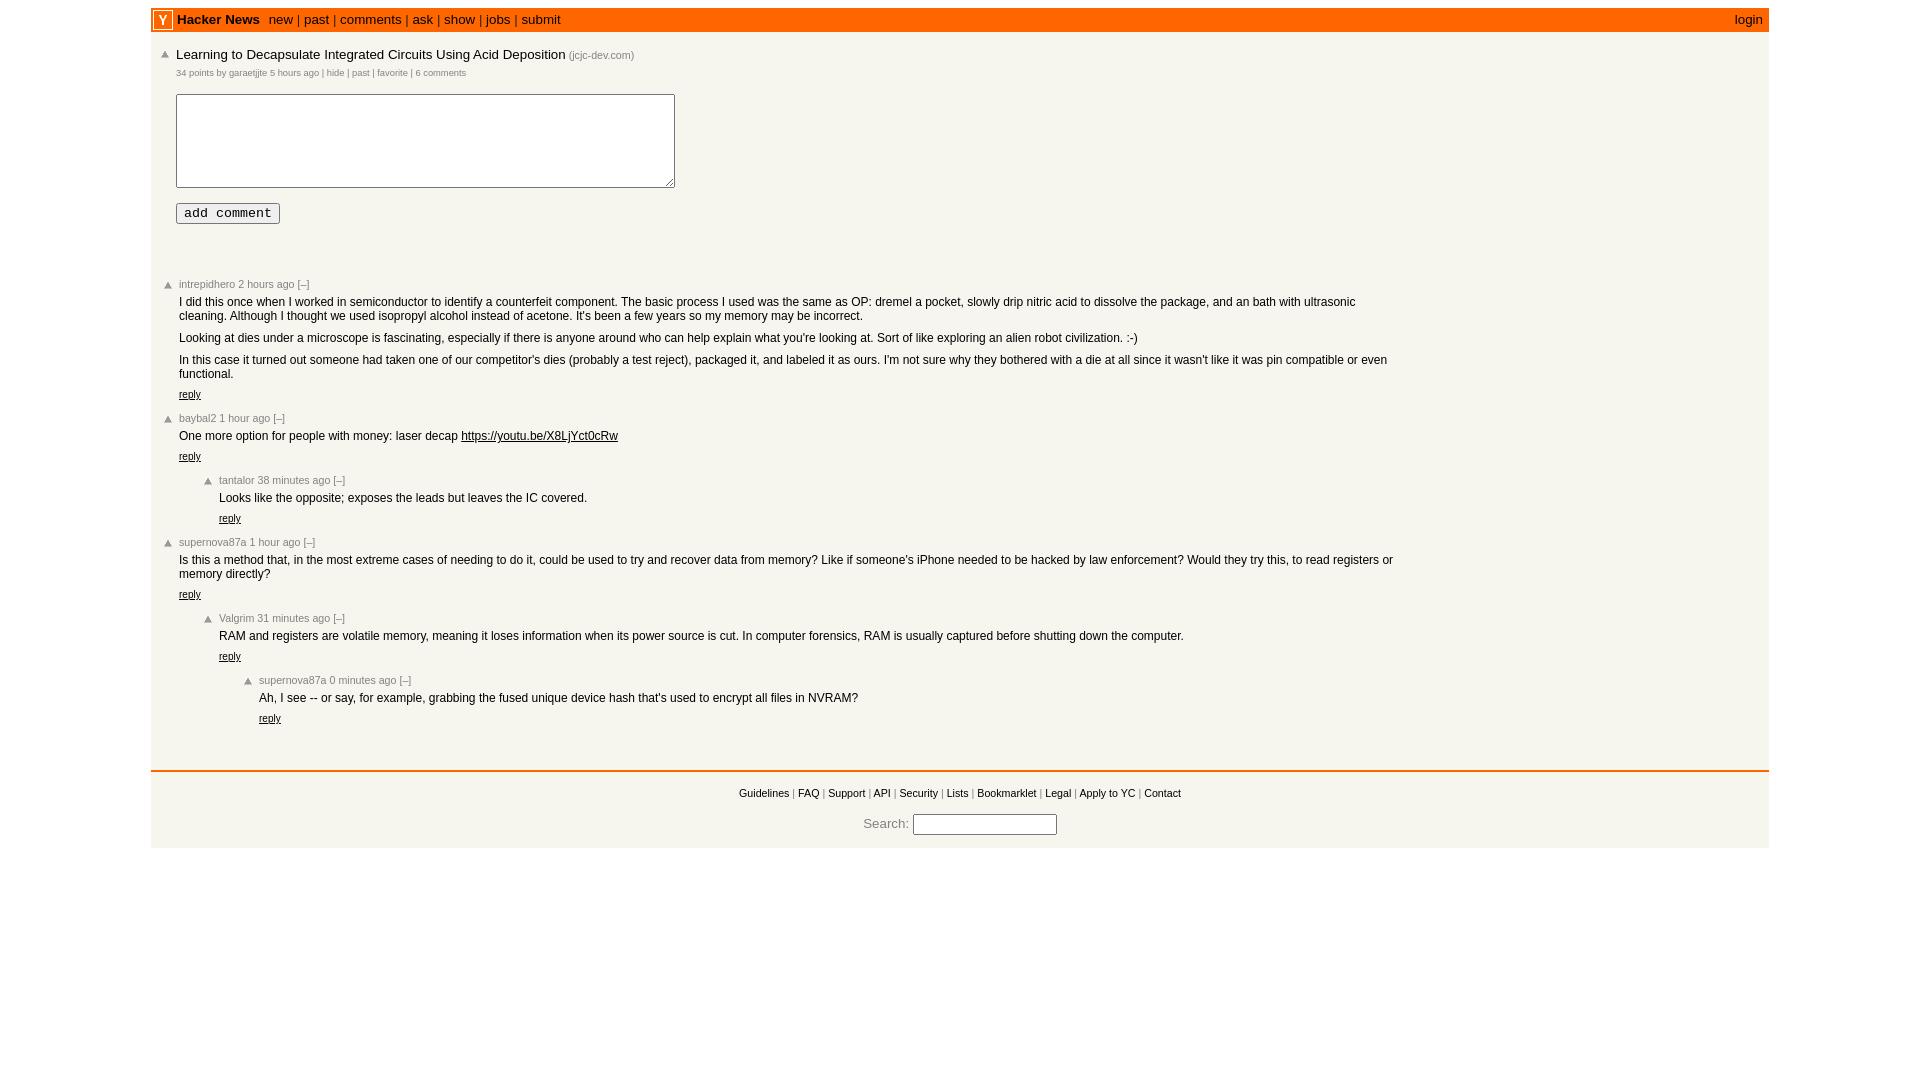 Y Hacker News new | past | comments | ask | show | jobs | submit login
Learning to Decapsulate Integrated Circuits Using Acid Deposition (jcjc-dev.com)
34 points by garaetjjte 5 hours ago | hide | past | favorite | 6 comments
add comment
intrepidhero 2 hours ago [–]
I did this once when I worked in semiconductor to identify a counterfeit component. The basic process I used was the same as OP: dremel a pocket, slowly drip nitric acid to dissolve the package, and an bath with ultrasonic
cleaning. Although I thought we used isopropyl alcohol instead of acetone. It's been a few years so my memory may be incorrect.
Looking at dies under a microscope is fascinating, especially if there is anyone around who can help explain what you're looking at. Sort of like exploring an alien robot civilization. :-)
In this case it turned out someone had taken one of our competitor's dies (probably a test reject), packaged it, and labeled it as ours. I'm not sure why they bothered with a die at all since it wasn't like it was pin compatible or even
functional.
reply
baybal2 1 hour ago [–]
One more option for people with money: laser decap https://youtu.be/X8LjYct0cRw
reply
tantalor 38 minutes ago [–]
Looks like the opposite; exposes the leads but leaves the IC covered.
reply
supernova87a 1 hour ago [–]
Is this a method that, in the most extreme cases of needing to do it, could be used to try and recover data from memory? Like if someone's iPhone needed to be hacked by law enforcement? Would they try this, to read registers or
memory directly?
reply
Valgrim 31 minutes ago [–]
RAM and registers are volatile memory, meaning it loses information when its power source is cut. In computer forensics, RAM is usually captured before shutting down the computer.
reply
supernova87a 0 minutes ago [–]
Ah, I see -- or say, for example, grabbing the fused unique device hash that's used to encrypt all files in NVRAM?
reply
Guidelines | FAQ | Support | API | Security | Lists | Bookmarklet | Legal | Apply to YC | Contact
Search: